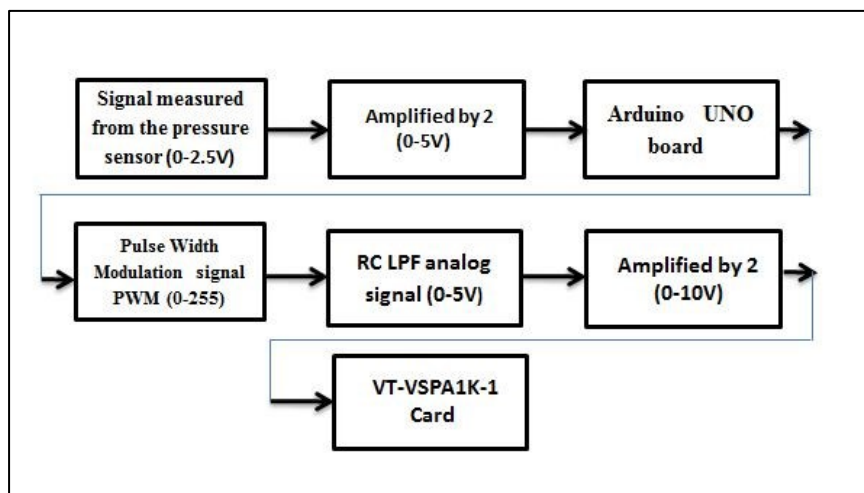 Signal measured
from the pressure
sensor (0-2.5V)
Amplified by 2
(0-5V)
Arduino UNO
board
Pulse Width
Modulation signal
PWM (0-255)
RC LPF analog
signal (0-5V)
Amplified by 2
(0-10V)
VT-VSPA1K-1
Card